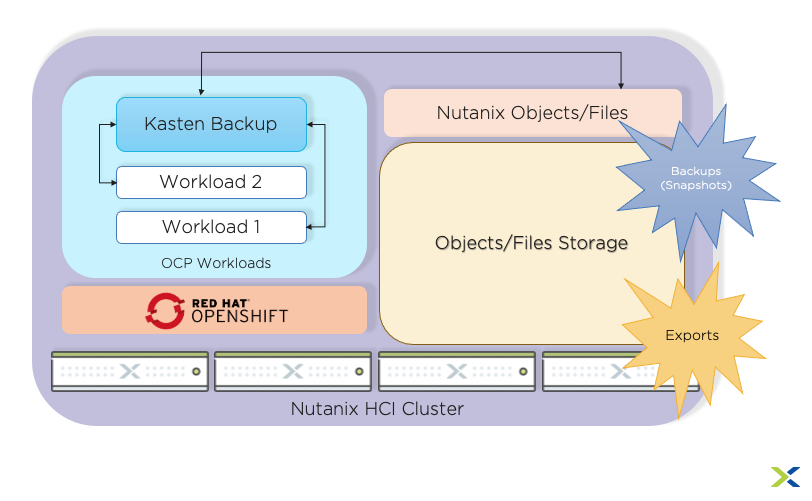 Kasten Backup
Workload 2
Workload 1
OCP Workloads
RED HAT®
OPENSHIFT
Nutanix Objects/Files
Backups
(Snapshots)
Objects/Files Storage
Exports
Nutanix HCI Cluster